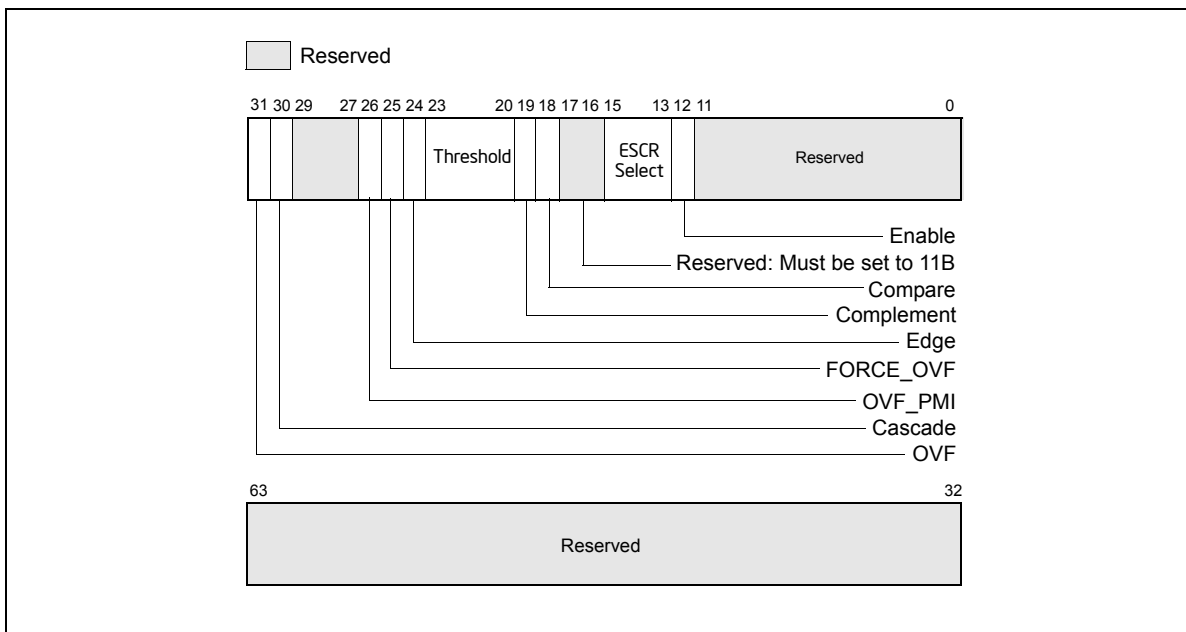 Reserved
31 30 29 27 26 25 24 23 20 19 18 17 16 15 13 12 11 0
Threshold
ESCR
Select
Reserved
Enable
Reserved: Must be set to 11B
Compare
Complement
Edge
FORCE_OVF
OVF_PMI
Cascade
OVF
63 32
Reserved